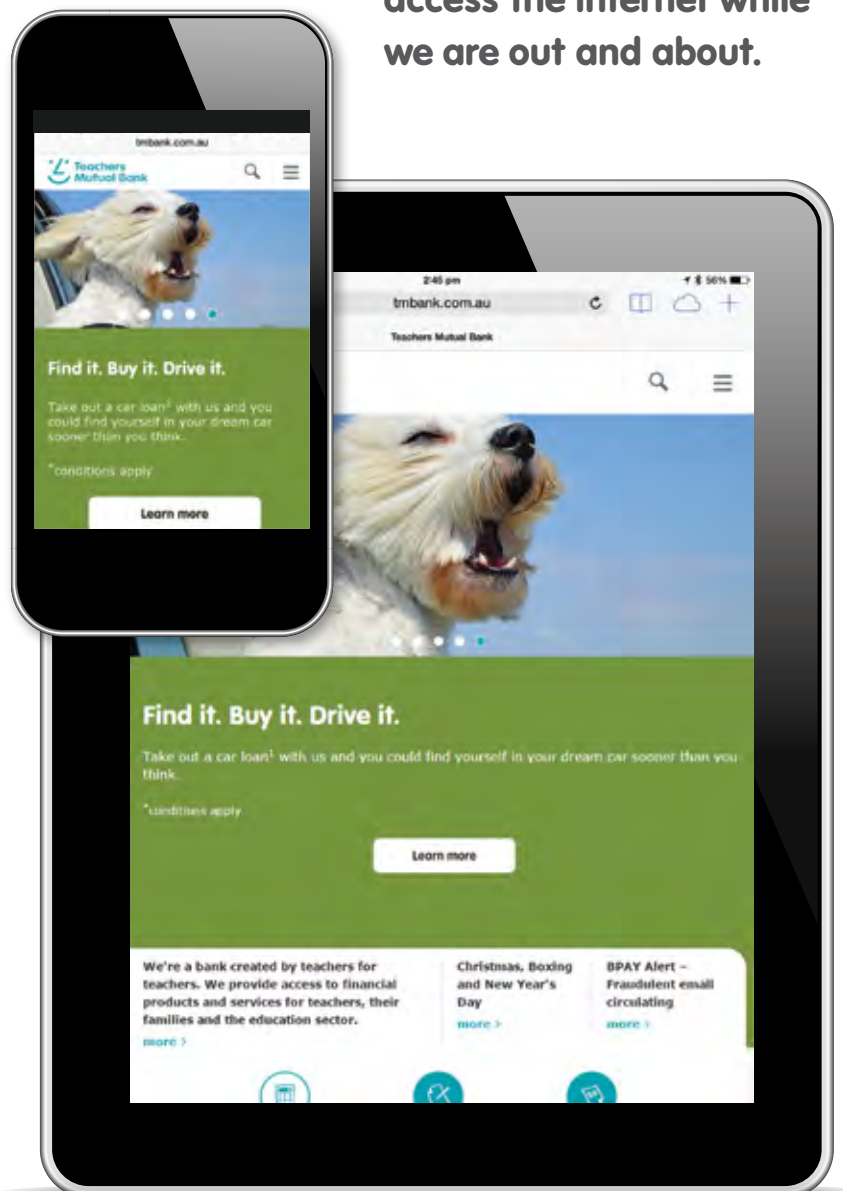 access the internet while
we are out and about.
tmbank.com.au
Teachers
Mutual Bank
Find it. Buy it. Drive it.
Take out a car loan¹ with us and you
could find yourself in your dream car
sooner than you think.
*conditions apply
Learn more
2:45 pm
56%
tmbank.com.au
Teachers Mutual Bank
Find it. Buy it. Drive it.
Take out a car loan¹ with us and you could find yourself in your dream car sooner than you
think.
*conditions apply
Learn more
We're a bank created by teachers for
teachers. We provide access to financial
products and services for teachers, their
families and the education sector.
more >
Christmas, Boxing
and New Year's
Day
more >
BPAY Alert –
Fraudulent email
circulating
more >